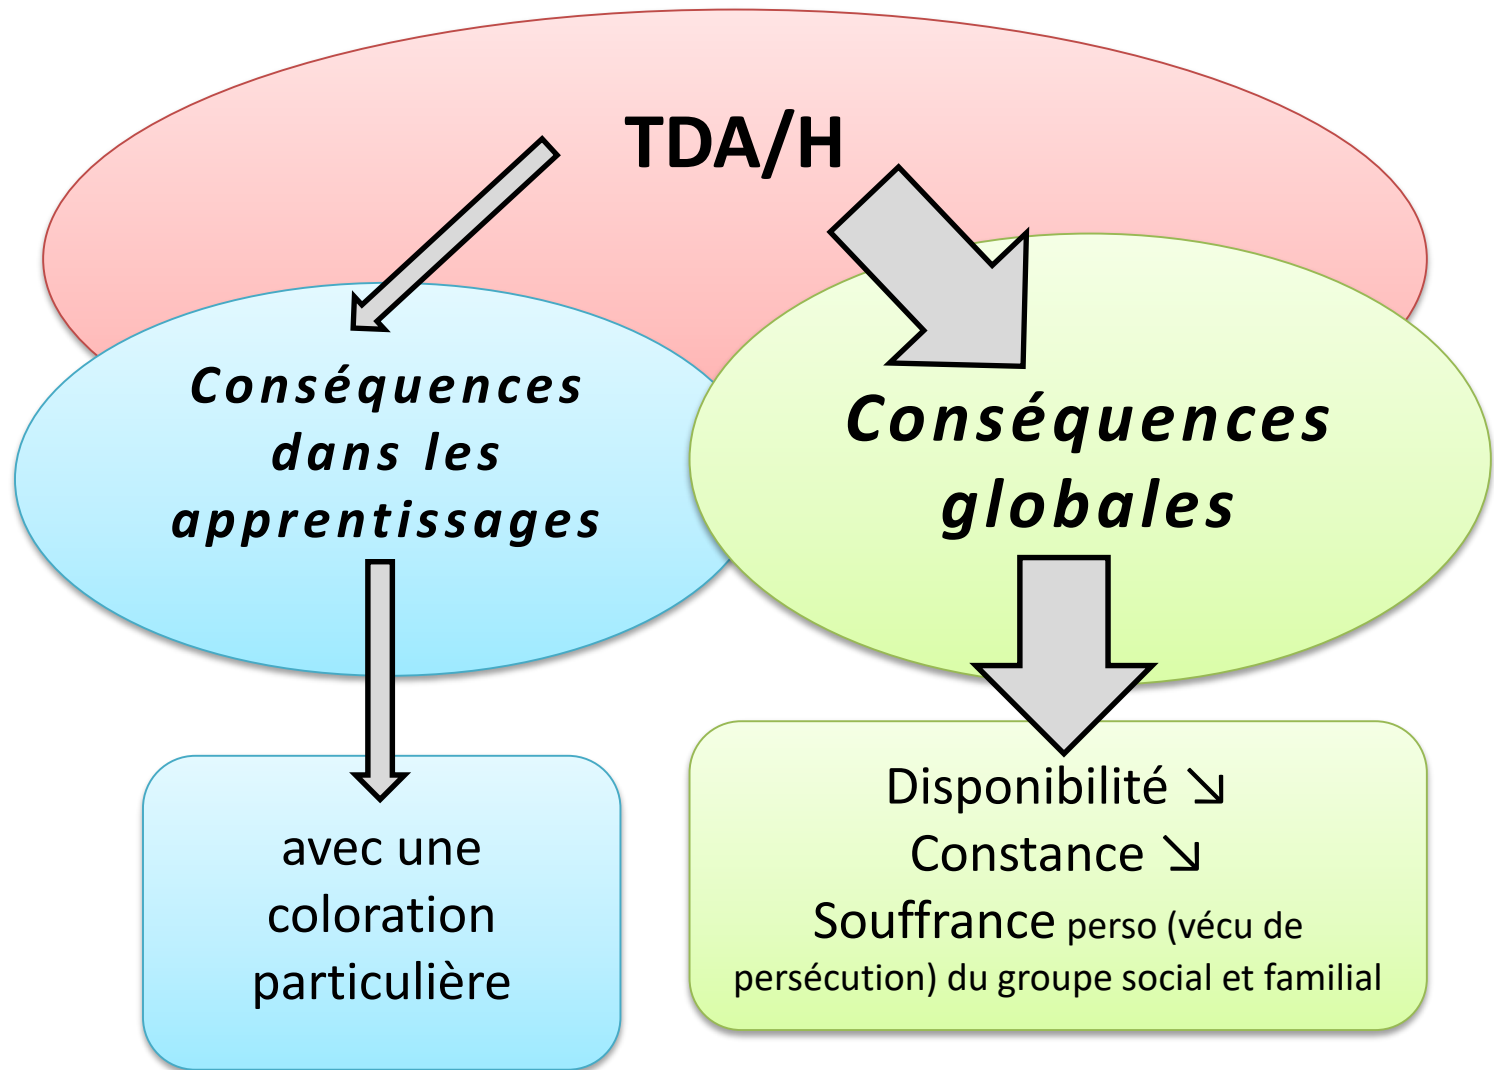 TDA/H
Conséquences
dans les
apprentissages
Conséquences
globales
avec une
coloration
particulière
Disponibilité ↘
Constance ↘
Souffrance perso (vécu de
persécution) du groupe social et familial